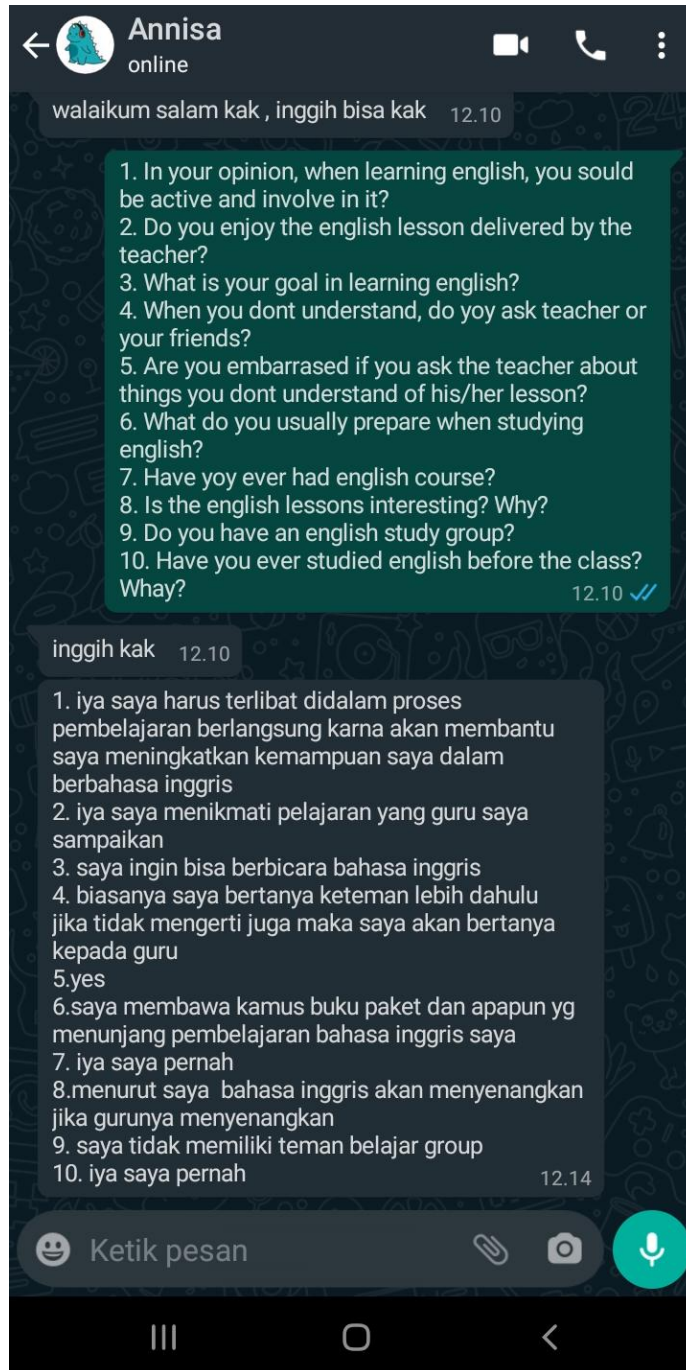 Annisa
online
walaikum salam kak , inggih bisa kak 12.10
1. In your opinion, when learning english, you sould
be active and involve in it?
2. Do you enjoy the english lesson delivered by the
teacher?
3. What is your goal in learning english?
4. When you dont understand, do yoy ask teacher or
your friends?
5. Are you embarrased if you ask the teacher about
things you dont understand of his/her lesson?
6. What do you usually prepare when studying
english?
7. Have yoy ever had english course?
8. Is the english lessons interesting? Why?
9. Do you have an english study group?
10. Have you ever studied english before the class?
Whay? 12.10
inggih kak 12.10
1. iya saya harus terlibat didalam proses
pembelajaran berlangsung karna akan membantu
saya meningkatkan kemampuan saya dalam
berbahasa inggris
2. iya saya menikmati pelajaran yang guru saya
sampaikan
3. saya ingin bisa berbicara bahasa inggris
4. biasanya saya bertanya keteman lebih dahulu
jika tidak mengerti juga maka saya akan bertanya
kepada guru
5.yes
6.saya membawa kamus buku paket dan apapun yg
menunjang pembelajaran bahasa inggris saya
7. iya saya pernah
8.menurut saya  bahasa inggris akan menyenangkan
jika gurunya menyenangkan
9. saya tidak memiliki teman belajar group
10. iya saya pernah 12.14
Ketik pesan